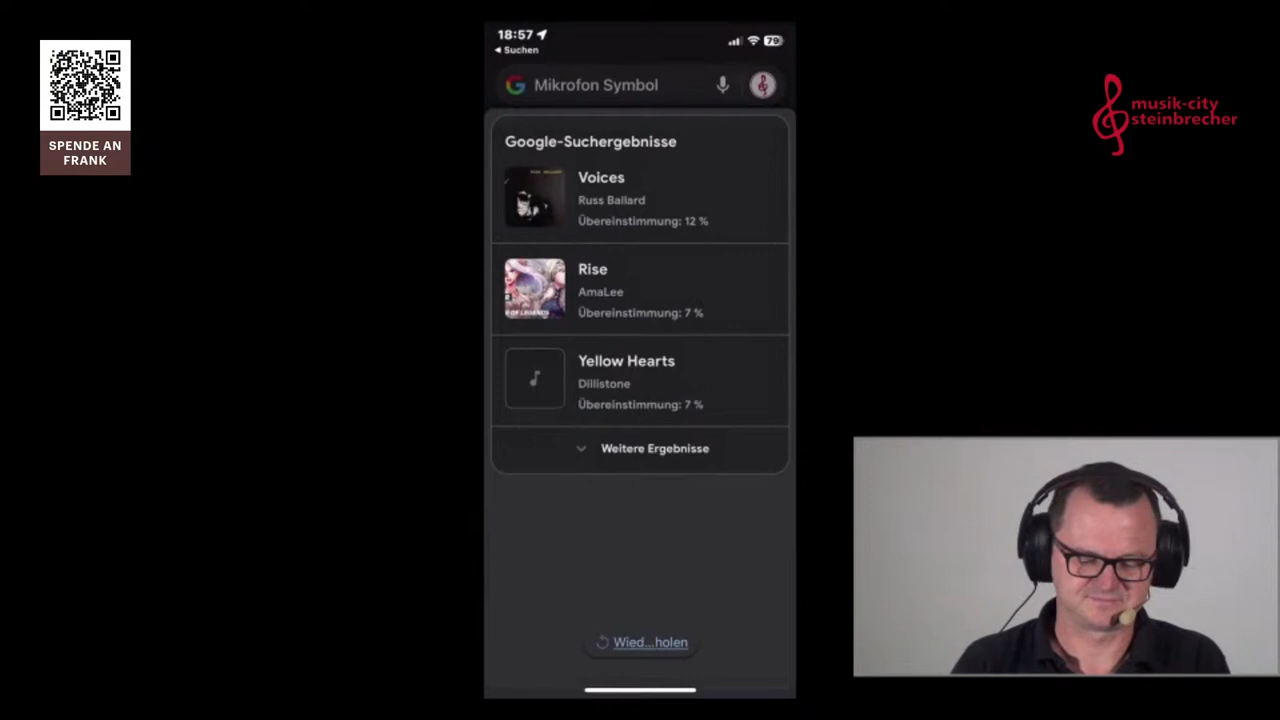 SPENDE AN
FRANK
18:57
Suchen
79
Mikrofon Symbol
musik-city
steinbrecher
Google-Suchergebnisse
Voices
Russ Ballard
Übereinstimmung: 12 %
Rise
AmaLee
Übereinstimmung: 7 %
Yellow Hearts
Dillistone
Übereinstimmung: 7 %
Weitere Ergebnisse
Wied...holen